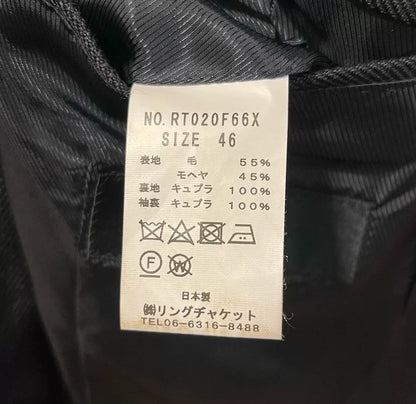 NO. RT020F66X
SIZE 46
表地 毛 55%
モヘヤ 45%
裏地 キュプラ 100%
袖裏 キュプラ 100%
F W
日本製
㈱リングヂャケット
TEL06-6316-8488